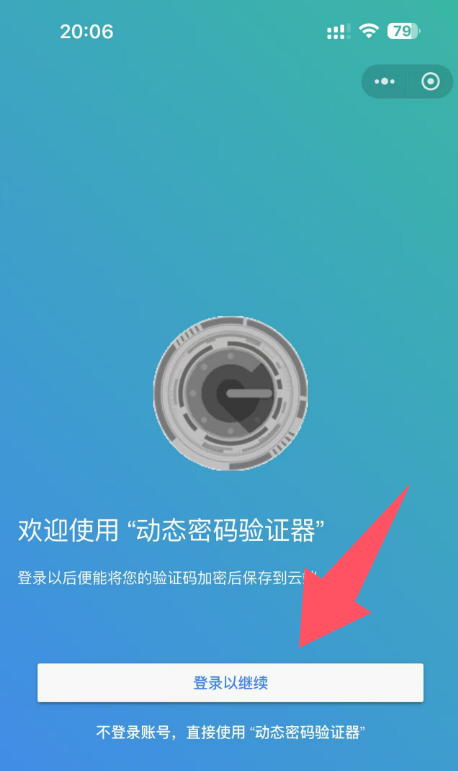 20:06
79
欢迎使用 “动态密码验证器”
登录以后便能将您的验证码加密后保存到云
登录以继续
不登录账号，直接使用 “动态密码验证器”